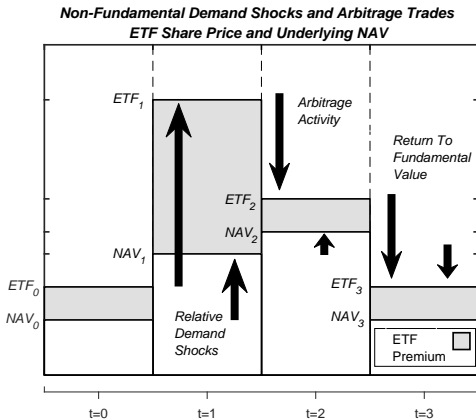 Non-Fundamental Demand Shocks and Arbitrage Trades
ETF Share Price and Underlying NAV
ETF₁
Arbitrage
Activity
Return To
Fundamental
Value
ETF₂
NAV₂
NAV₁
ETF₀
NAV₀
Relative
Demand
Shocks
ETF₃
NAV₃
ETF
Premium
t=0
t=1
t=2
t=3